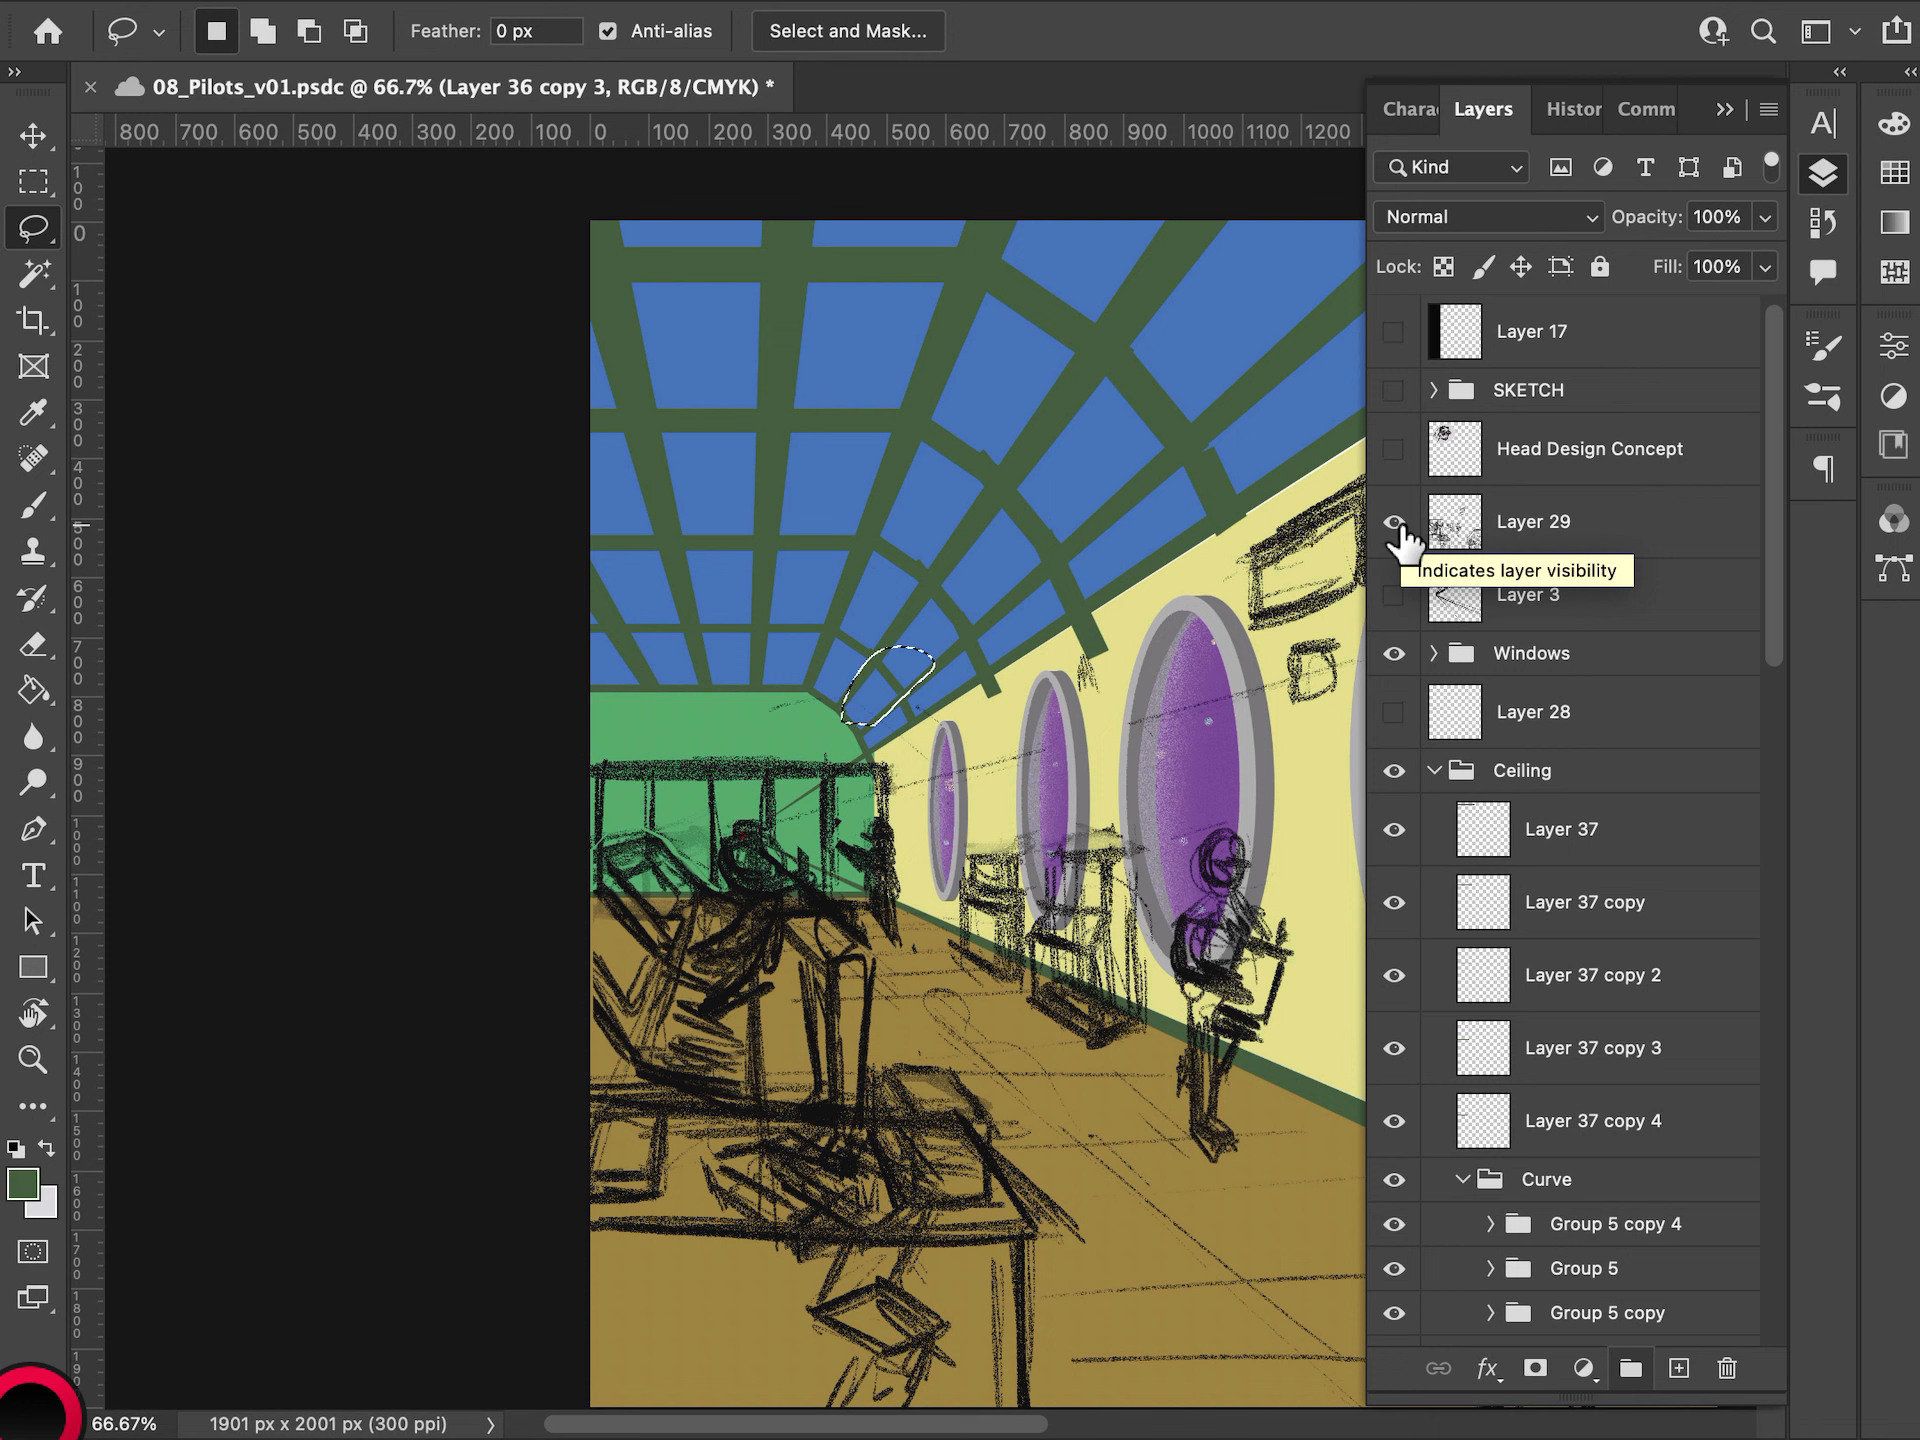 Feather: 0 px Anti-alias Select and Mask...
08_Pilots_v01.psdc @ 66.7% (Layer 36 copy 3, RGB/8/CMYK) *
800 700 600 500 400 300 200 100 0 100 200 300 400 500 600 700 800 900 1000 1100 1200 1300
Charac Layers Histor Comm
Kind
Normal Opacity: 100%
Lock: Fill: 100%
Layer 17
SKETCH
Head Design Concept
Layer 29
Indicates layer visibility
Layer 3
Windows
Layer 28
Ceiling
Layer 37
Layer 37 copy
Layer 37 copy 2
Layer 37 copy 3
Layer 37 copy 4
Curve
Group 5 copy 4
Group 5
Group 5 copy
66.67% 1901 px x 2001 px (300 ppi)